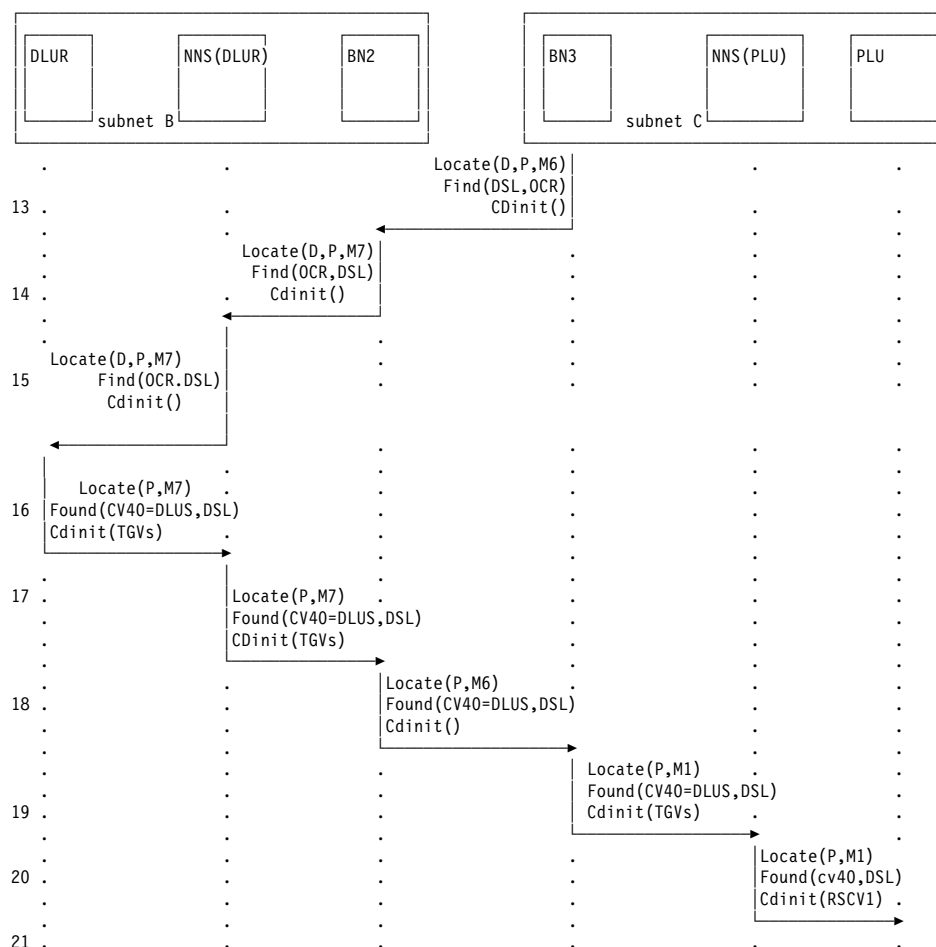 DLUR NNS(DLUR) BN2 BN3 NNS(PLU) PLU
subnet B subnet C
Locate(D,P,M6)
Find(DSL,OCR)
13 CDinit()
Locate(D,P,M7)
Find(OCR,DSL)
14 Cdinit()
Locate(D,P,M7)
15 Find(OCR.DSL)
Cdinit()
Locate(P,M7)
16 Found(CV40=DLUS,DSL)
Cdinit(TGVs)
17 Locate(P,M7)
Found(CV40=DLUS,DSL)
CDinit(TGVs)
Locate(P,M6)
18 Found(CV40=DLUS,DSL)
Cdinit()
Locate(P,M1)
Found(CV40=DLUS,DSL)
19 Cdinit(TGVs)
Locate(P,M1)
20 Found(cv40,DSL)
Cdinit(RSCV1)
21